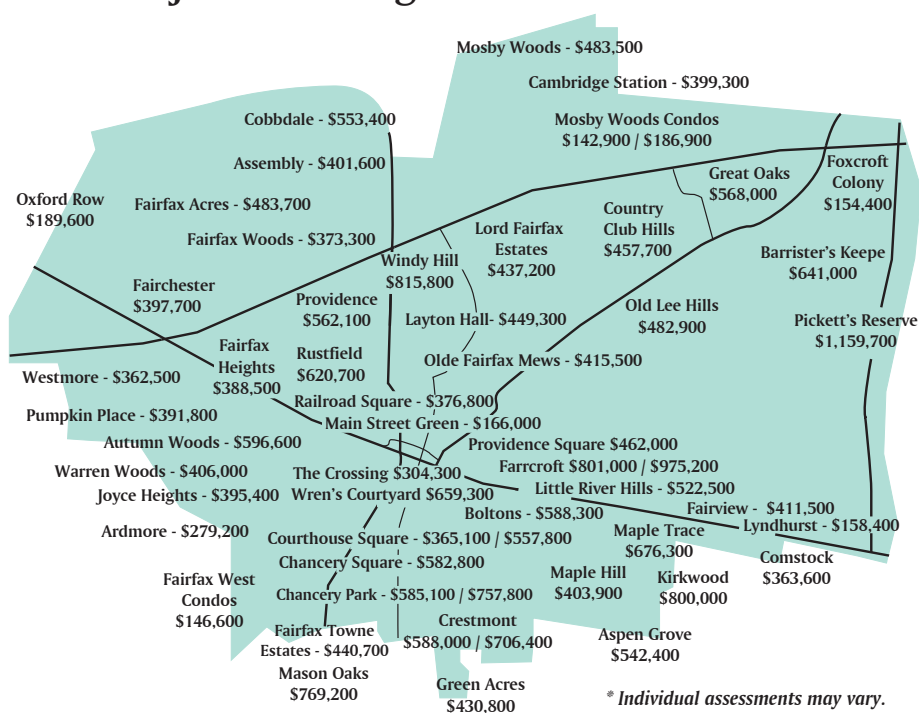 Mosby Woods - $483,500
Cambridge Station - $399,300
Cobbdale - $553,400
Mosby Woods Condos
$142,900 / $186,900
Assembly - $401,600
Great Oaks
$568,000
Foxcroft
Colony
$154,400
Oxford Row
$189,600
Fairfax Acres - $483,700
Country
Club Hills
$457,700
Lord Fairfax
Estates
$437,200
Fairfax Woods - $373,300
Windy Hill
$815,800
Barrister's Keepe
$641,000
Fairchester
$397,700
Providence
$562,100
Layton Hall- $449,300
Old Lee Hills
$482,900
Pickett's Reserve
$1,159,700
Fairfax
Heights
$388,500
Rustfield
$620,700
Olde Fairfax Mews - $415,500
Westmore - $362,500
Railroad Square - $376,800
Pumpkin Place - $391,800
Main Street Green - $166,000
Autumn Woods - $596,600
Providence Square $462,000
Warren Woods - $406,000
The Crossing $304,300
Farrcroft $801,000 / $975,200
Joyce Heights - $395,400
Wren's Courtyard $659,300
Little River Hills - $522,500
Boltons - $588,300
Fairview - $411,500
Lyndhurst - $158,400
Ardmore - $279,200
Courthouse Square - $365,100 / $557,800
Maple Trace
$676,300
Chancery Square - $582,800
Comstock
$363,600
Fairfax West
Condos
$146,600
Chancery Park - $585,100 / $757,800
Maple Hill
$403,900
Kirkwood
$800,000
Fairfax Towne
Estates - $440,700
Crestmont
$588,000 / $706,400
Aspen Grove
$542,400
Mason Oaks
$769,200
Green Acres
$430,800
* Individual assessments may vary.